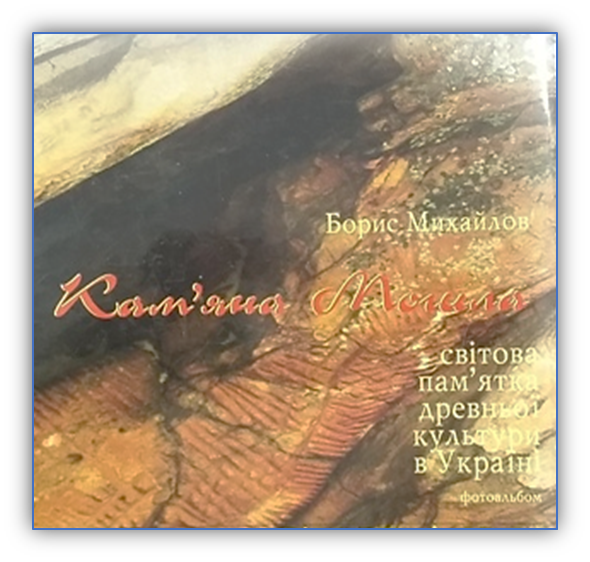 Борис Михайлов
Кам'яна Могила
світова
пам'ятка
древньої
культури
в Україні
фотоальбом